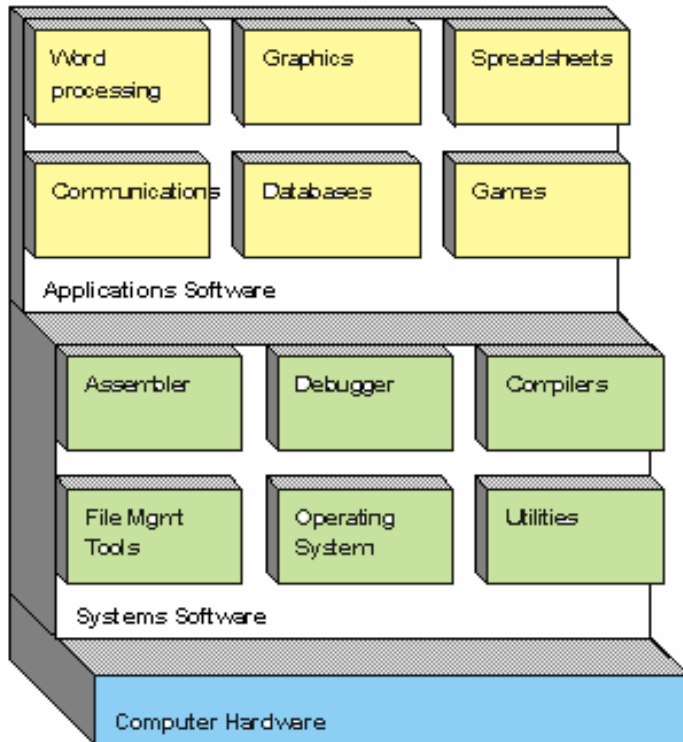 Word
processing
Graphics
Spreadsheets
Communications
Databases
Games
Applications Software
Assembler
Debugger
Compilers
File Mgmt
Tools
Operating
System
Utilities
Systems Software
Computer Hardware